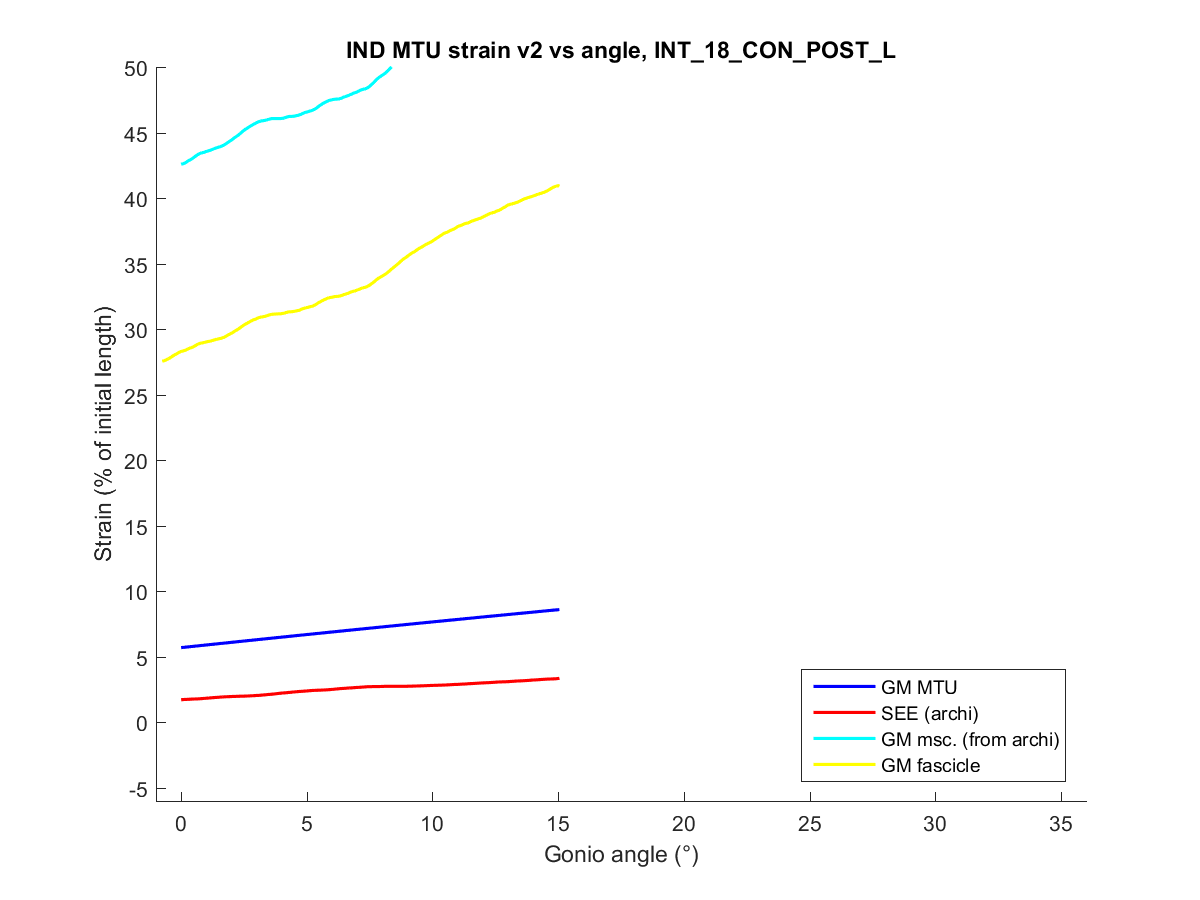 IND MTU strain v2 vs angle, INT_18_CON_POST_L
50
45
40
35
30
25
20
15
10
5
0
-5
Strain (% of initial length)
0 5 10 15 20 25 30 35
Gonio angle (°)
GM MTU
SEE (archi)
GM msc. (from archi)
GM fascicle